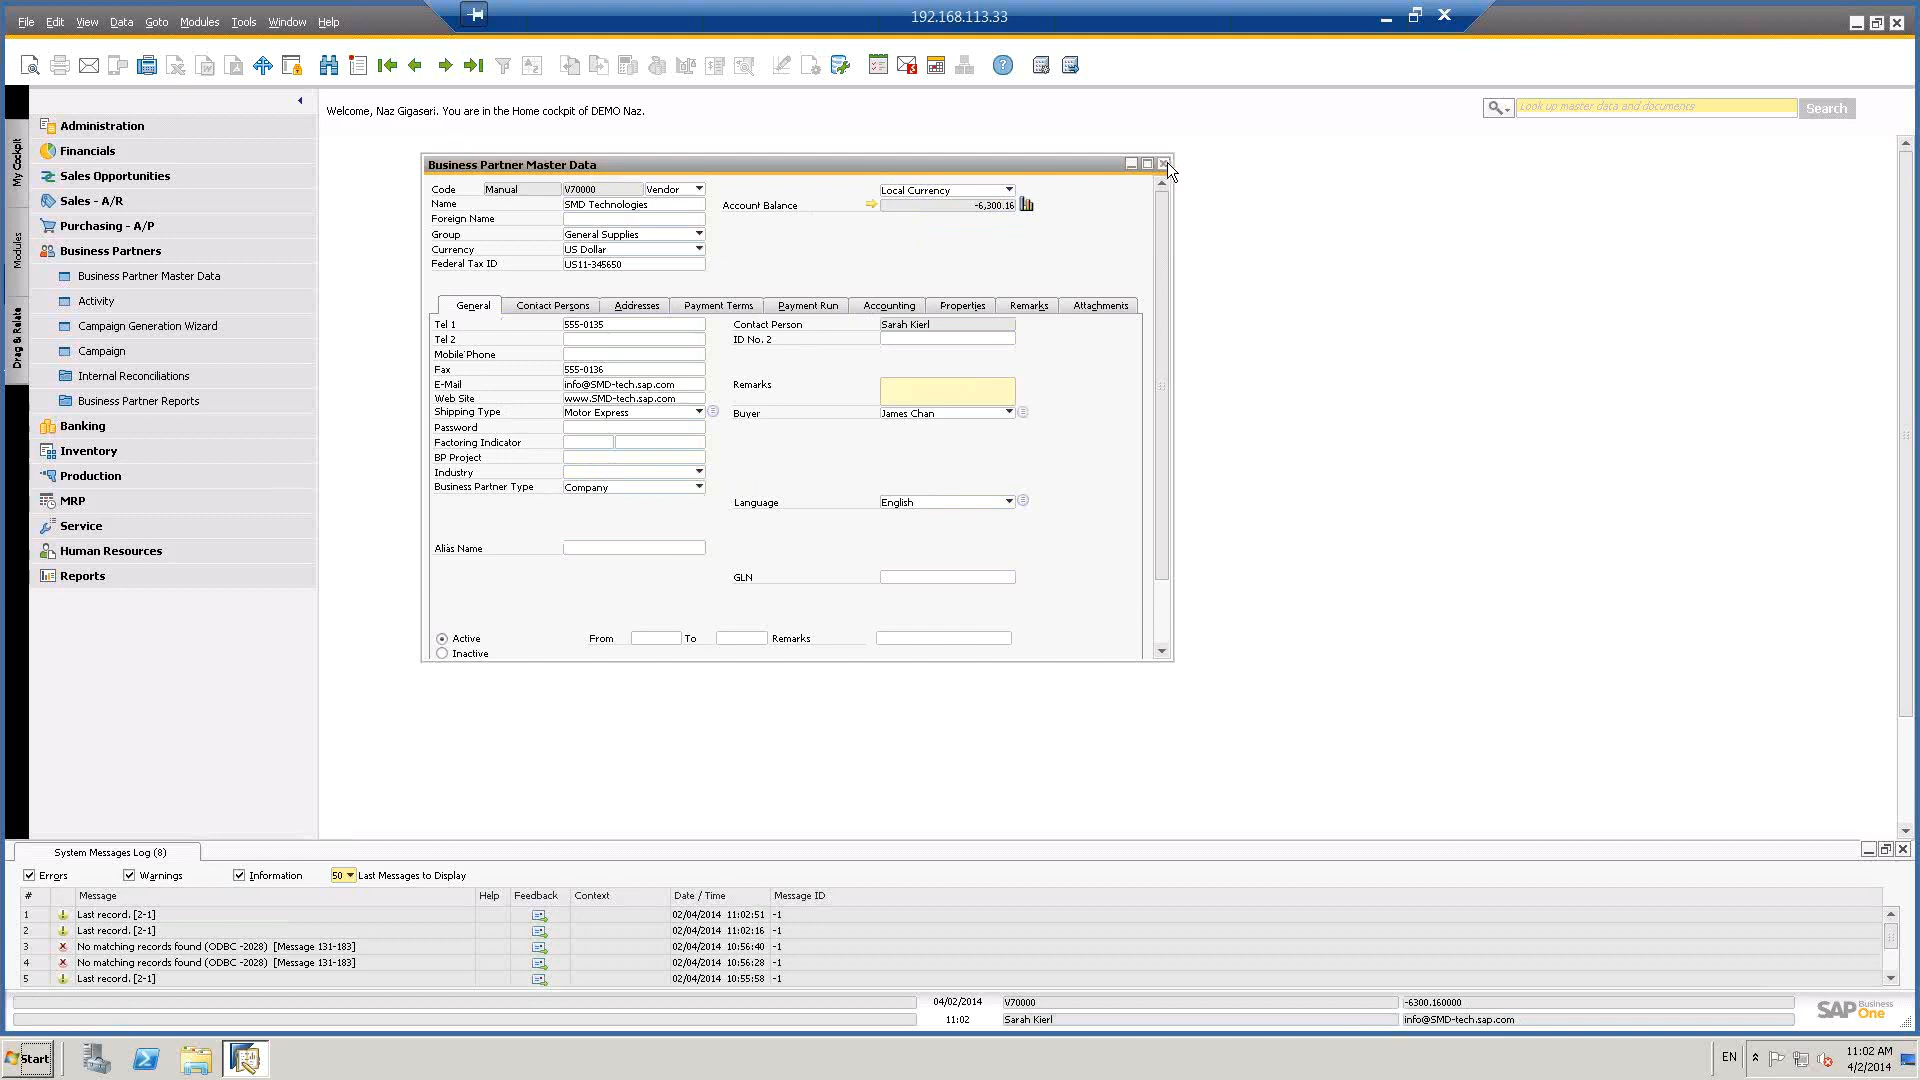 192.168.113.33
File Edit View Data Goto Modules Tools Window Help
Welcome, Naz Gigaseri. You are in the Home cockpit of DEMO Naz.
Look up master data and documents Search
My Cockpit
Modules
Drag & Relate
Administration
Financials
Sales Opportunities
Sales - A/R
Purchasing - A/P
Business Partners
Business Partner Master Data
Activity
Campaign Generation Wizard
Campaign
Internal Reconciliations
Business Partner Reports
Banking
Inventory
Production
MRP
Service
Human Resources
Reports
Business Partner Master Data
Code Manual V70000 Vendor Local Currency
Name SMD Technologies Account Balance -6,300.16
Foreign Name
Group General Supplies
Currency US Dollar
Federal Tax ID US11-345650
General Contact Persons Addresses Payment Terms Payment Run Accounting Properties Remarks Attachments
Tel 1 555-0135 Contact Person Sarah Kierl
Tel 2 ID No. 2
Mobile Phone
Fax 555-0136
E-Mail info@SMD-tech.sap.com Remarks
Web Site www.SMD-tech.sap.com
Shipping Type Motor Express Buyer James Chan
Password
Factoring Indicator
BP Project
Industry
Business Partner Type Company
Language English
Alias Name
GLN
Active From To Remarks
Inactive
System Messages Log (8)
Errors Warnings Information 50 Last Messages to Display
# Message Help Feedback Context Date / Time Message ID
1 Last record. [2-1] 02/04/2014 11:02:51 -1
2 Last record. [2-1] 02/04/2014 11:02:16 -1
3 No matching records found (ODBC -2028) [Message 131-183] 02/04/2014 10:56:40 -1
4 No matching records found (ODBC -2028) [Message 131-183] 02/04/2014 10:56:28 -1
5 Last record. [2-1] 02/04/2014 10:55:58 -1
04/02/2014 V70000 -6300.160000
11:02 Sarah Kierl info@SMD-tech.sap.com
SAP Business One
Start EN 11:02 AM
4/2/2014